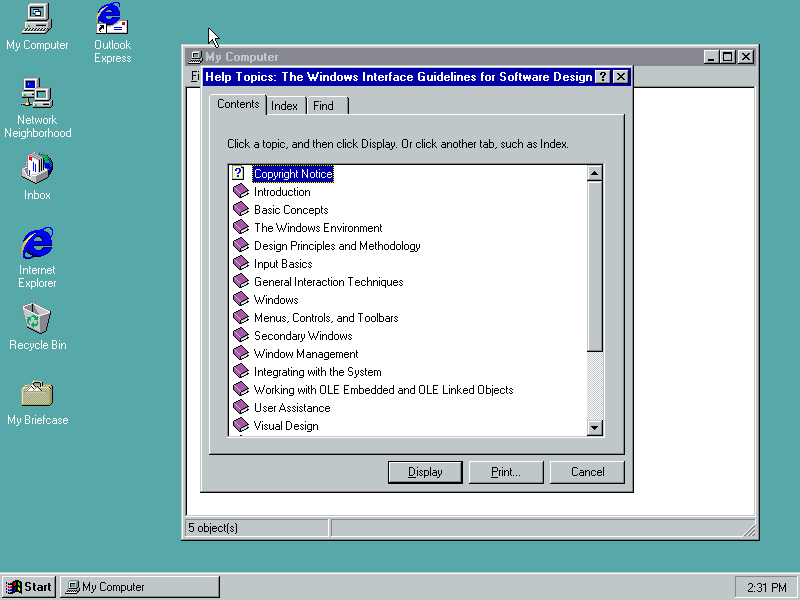 My Computer
Outlook
Express
Network
Neighborhood
Inbox
Internet
Explorer
Recycle Bin
My Briefcase
My Computer
Help Topics: The Windows Interface Guidelines for Software Design
Contents
Index
Find
Click a topic, and then click Display. Or click another tab, such as Index.
Copyright Notice
Introduction
Basic Concepts
The Windows Environment
Design Principles and Methodology
Input Basics
General Interaction Techniques
Windows
Menus, Controls, and Toolbars
Secondary Windows
Window Management
Integrating with the System
Working with OLE Embedded and OLE Linked Objects
User Assistance
Visual Design
Display
Print...
Cancel
5 object(s)
Start
My Computer
2:31 PM